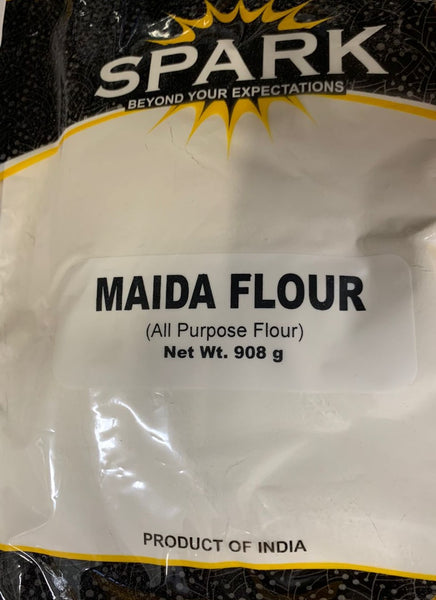 SPARK
BEYOND YOUR EXPECTATIONS
MAIDA FLOUR
(All Purpose Flour)
Net Wt. 908 g
PRODUCT OF INDIA